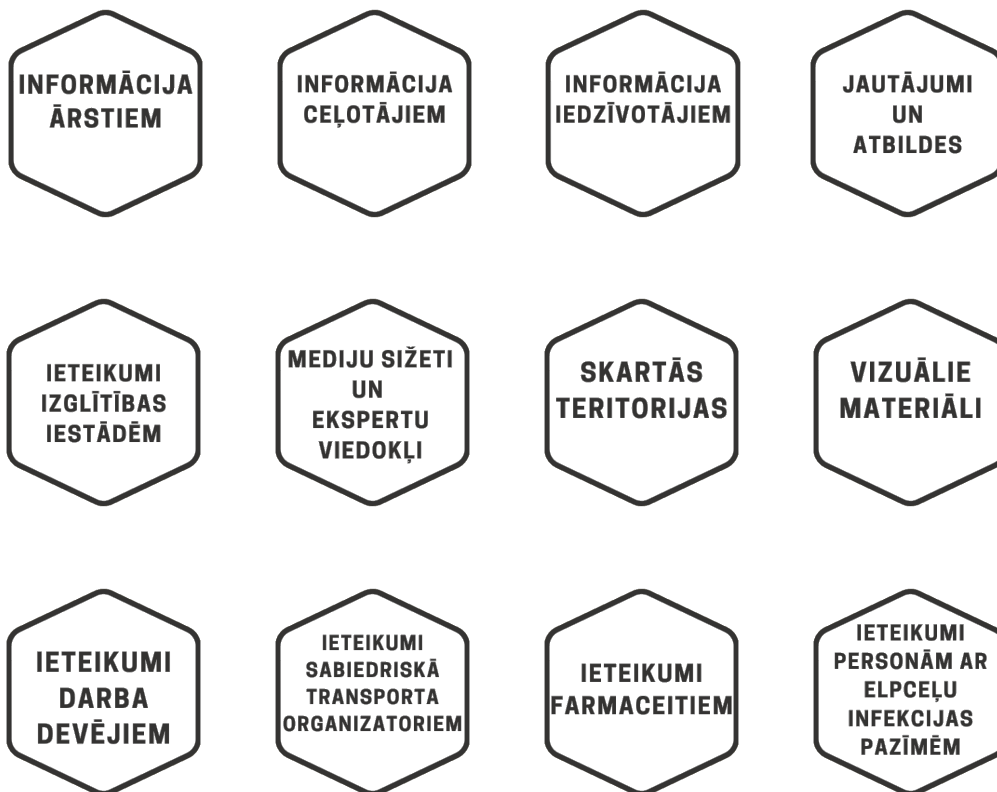 INFORMĀCIJA
ĀRSTIEM
INFORMĀCIJA
CEĻOTĀJIEM
INFORMĀCIJA
IEDZĪVOTĀJIEM
JAUTĀJUMI
UN
ATBILDES
IETEIKUMI
IZGLĪTĪBAS
IESTĀDĒM
MEDIJU SIŽETI
UN
EKSPERTU
VIEDOKĻI
SKARTĀS
TERITORIJAS
VIZUĀLIE
MATERIĀLI
IETEIKUMI
DARBA
DEVĒJIEM
IETEIKUMI
SABIEDRISKĀ
TRANSPORTA
ORGANIZATORIEM
IETEIKUMI
FARMACEITIEM
IETEIKUMI
PERSONĀM AR
ELPCEĻU
INFEKCIJAS
PAZĪMĒM